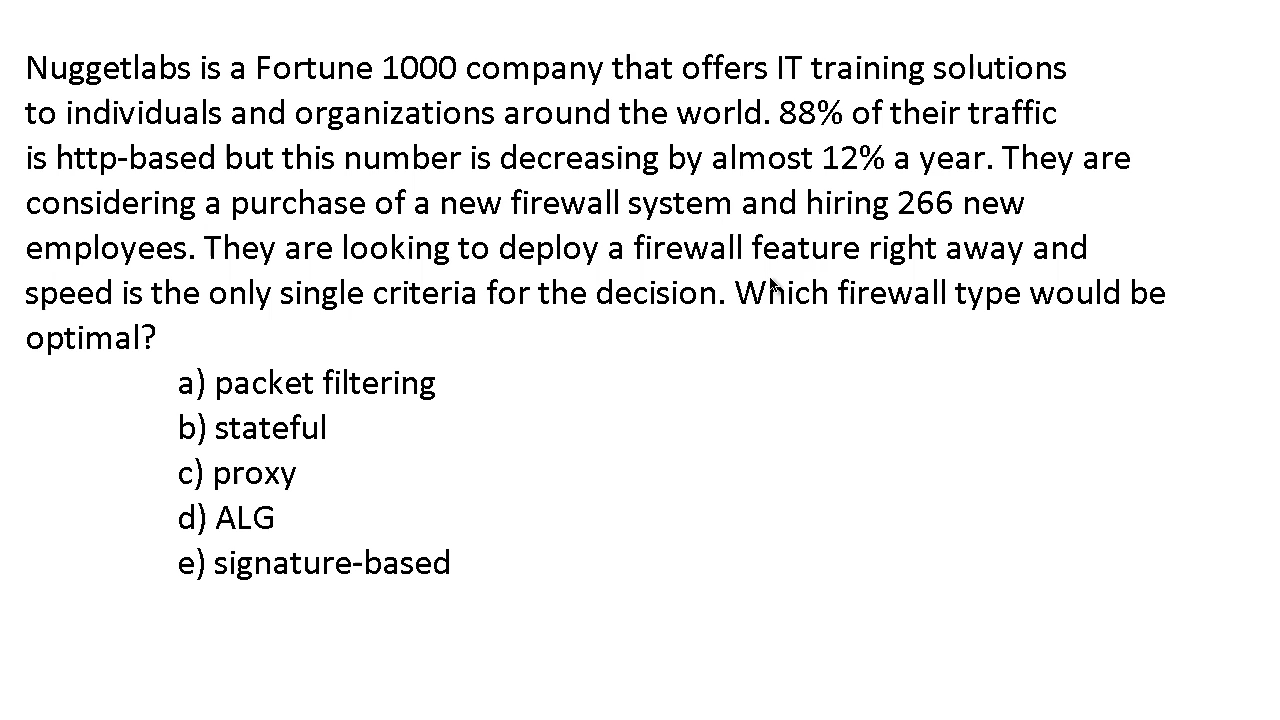 Nuggetlabs is a Fortune 1000 company that offers IT training solutions
to individuals and organizations around the world. 88% of their traffic
is http-based but this number is decreasing by almost 12% a year. They are
considering a purchase of a new firewall system and hiring 266 new
employees. They are looking to deploy a firewall feature right away and
speed is the only single criteria for the decision. Which firewall type would be
optimal?
a) packet filtering
b) stateful
c) proxy
d) ALG
e) signature-based